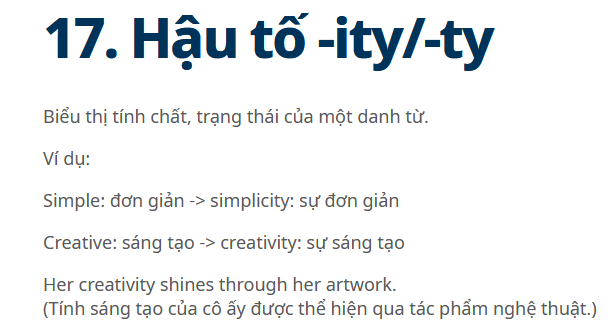 17. Hậu tố -ity/-ty
Biểu thị tính chất, trạng thái của một danh từ.
Ví dụ:
Simple: đơn giản -> simplicity: sự đơn giản
Creative: sáng tạo -> creativity: sự sáng tạo
Her creativity shines through her artwork.
(Tính sáng tạo của cô ấy được thể hiện qua tác phẩm nghệ thuật.)